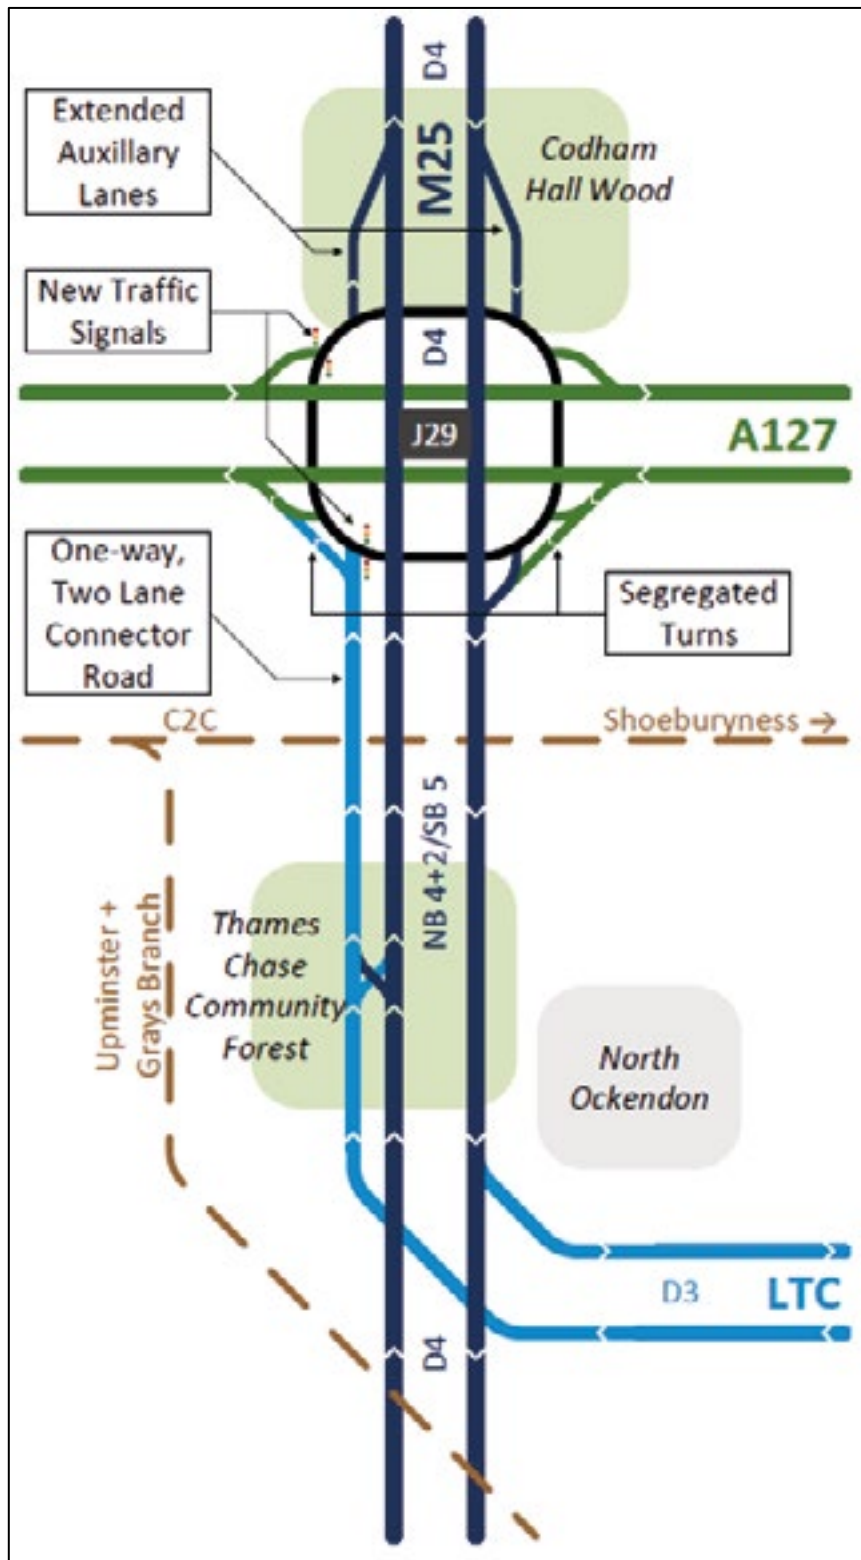 D4
Extended
Auxillary
Lanes
M25
Codham
Hall Wood
New Traffic
Signals
D4
J29
A127
One-way,
Two Lane
Connector
Road
Segregated
Turns
C2C
Shoeburyness →
NB 4+2/SB 5
Upminster +
Grays Branch
Thames
Chase
Community
Forest
North
Ockendon
D3
LTC
D4